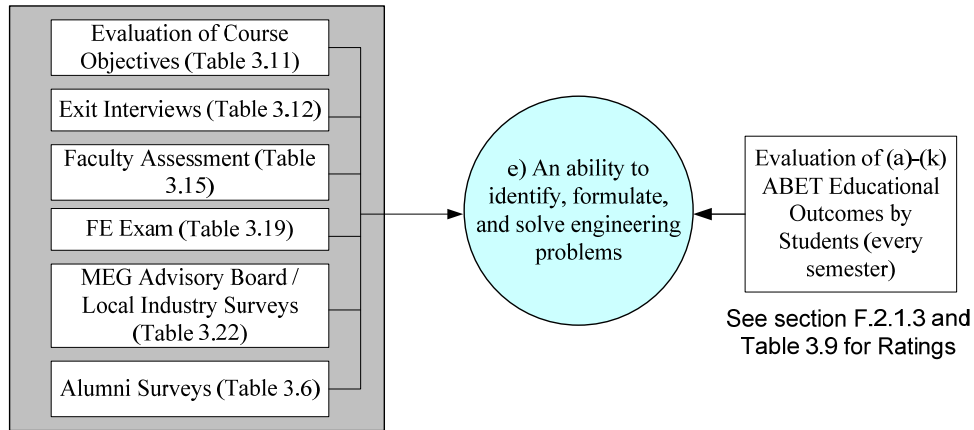 Evaluation of Course
Objectives (Table 3.11)
Exit Interviews (Table 3.12)
Faculty Assessment (Table
3.15)
FE Exam (Table 3.19)
MEG Advisory Board /
Local Industry Surveys
(Table 3.22)
Alumni Surveys (Table 3.6)
e) An ability to
identify, formulate,
and solve engineering
problems
Evaluation of (a)-(k)
ABET Educational
Outcomes by
Students (every
semester)
See section F.2.1.3 and
Table 3.9 for Ratings